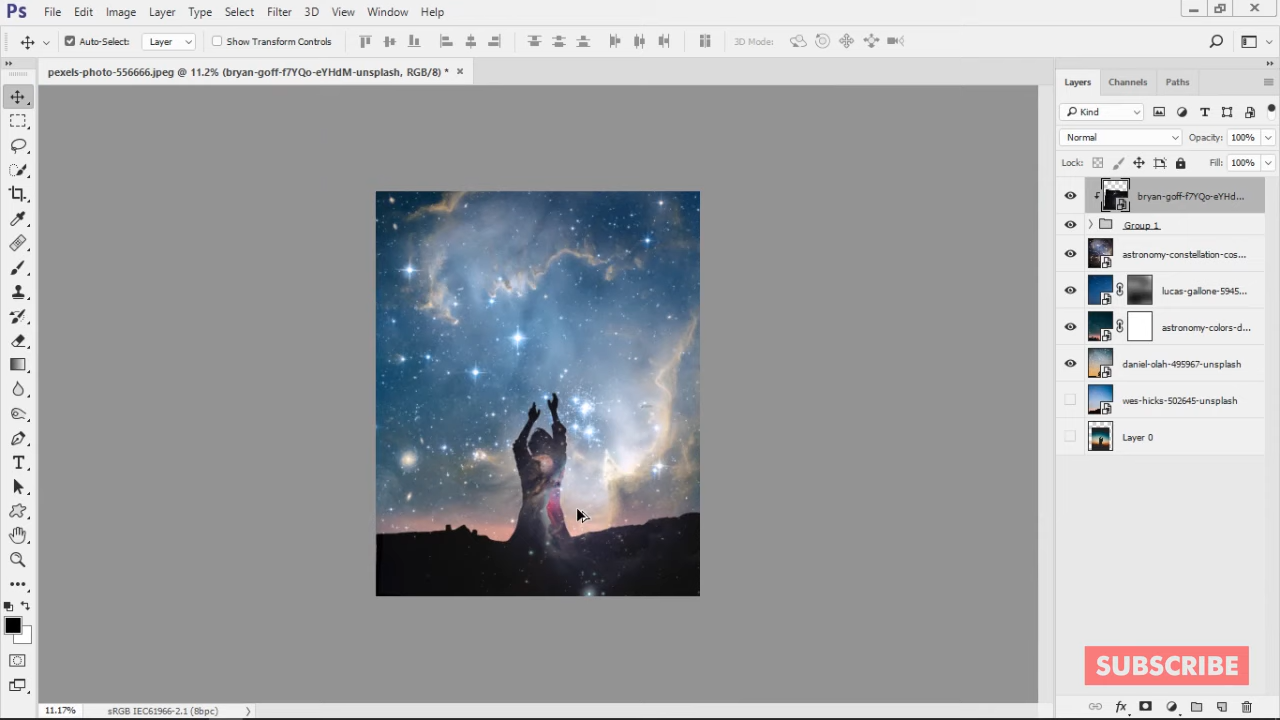 Ps File Edit Image Layer Type Select Filter 3D View Window Help
Auto-Select: Layer Show Transform Controls 3D Mode:
pexels-photo-556666.jpeg @ 11.2% (bryan-goff-f7YQo-eYHdM-unsplash, RGB/8) *
Layers Channels Paths
Kind
Normal Opacity: 100%
Lock: Fill: 100%
bryan-goff-f7YQo-eYHd...
Group 1
astronomy-constellation-cos...
lucas-gallone-5945...
astronomy-colors-d...
daniel-olah-495967-unsplash
wes-hicks-502645-unsplash
Layer 0
SUBSCRIBE
11.17% sRGB IEC61966-2.1 (8bpc)